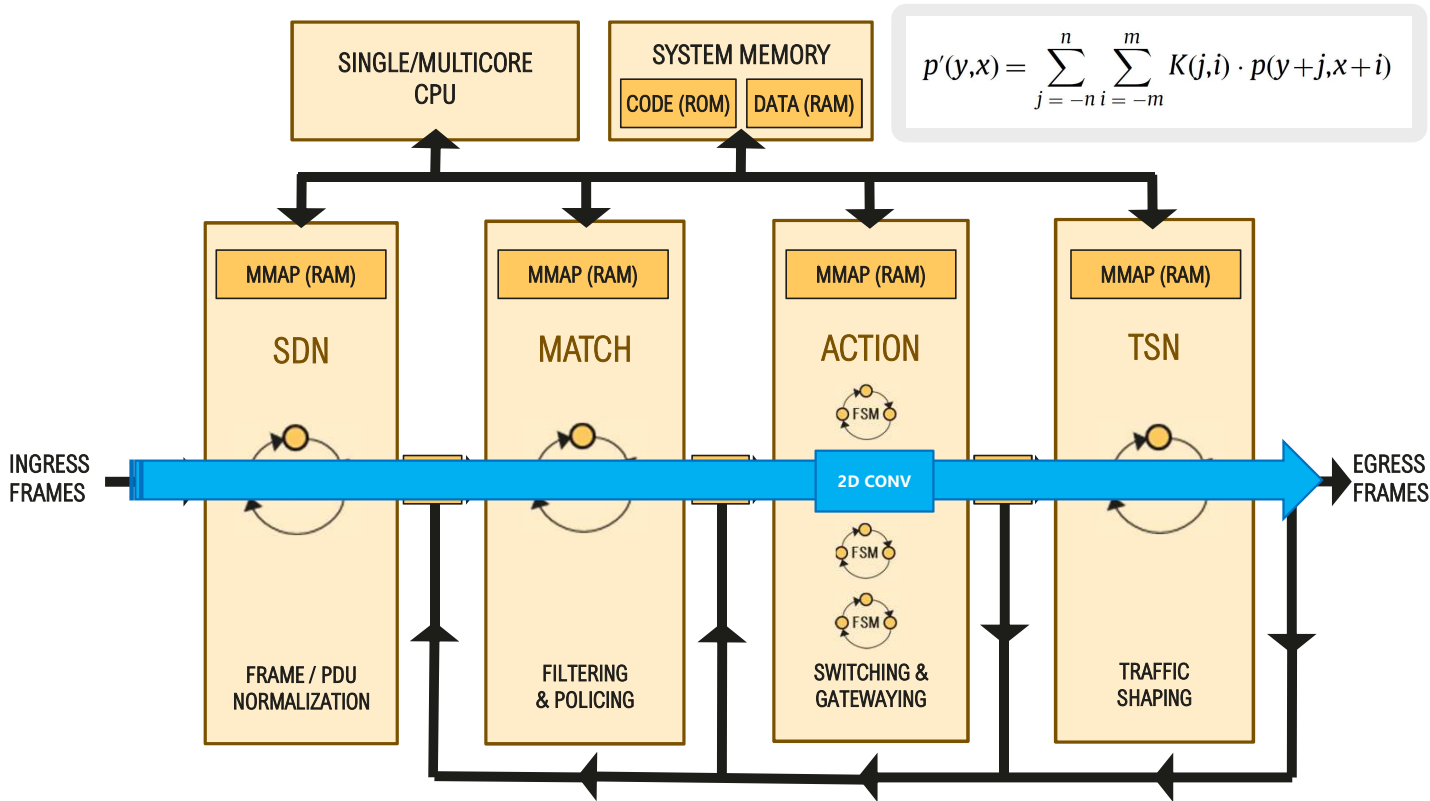 SINGLE/MULTICORE
CPU
SYSTEM MEMORY
CODE (ROM)
DATA (RAM)
p′(y,x) = ∑_{j = −n}^{n} ∑_{i = −m}^{m} K(j,i) · p(y+j,x+i)
MMAP (RAM)
MMAP (RAM)
MMAP (RAM)
MMAP (RAM)
SDN
MATCH
ACTION
TSN
FSM
INGRESS
FRAMES
2D CONV
EGRESS
FRAMES
FSM
FSM
FRAME / PDU
NORMALIZATION
FILTERING
& POLICING
SWITCHING &
GATEWAYING
TRAFFIC
SHAPING